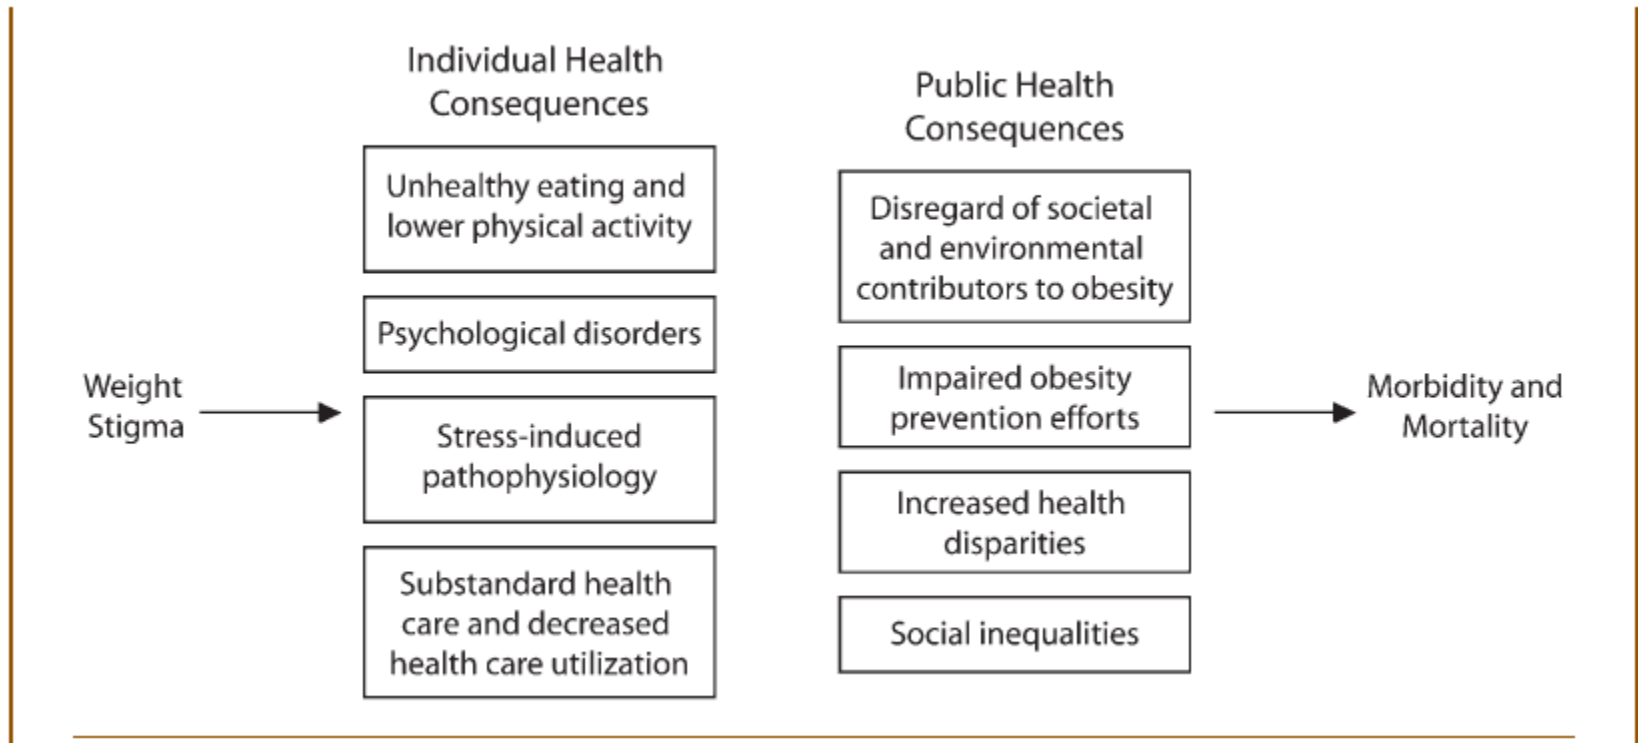 Weight
Stigma
Individual Health
Consequences
Unhealthy eating and
lower physical activity
Psychological disorders
Stress-induced
pathophysiology
Substandard health
care and decreased
health care utilization
Public Health
Consequences
Disregard of societal
and environmental
contributors to obesity
Impaired obesity
prevention efforts
Increased health
disparities
Social inequalities
Morbidity and
Mortality